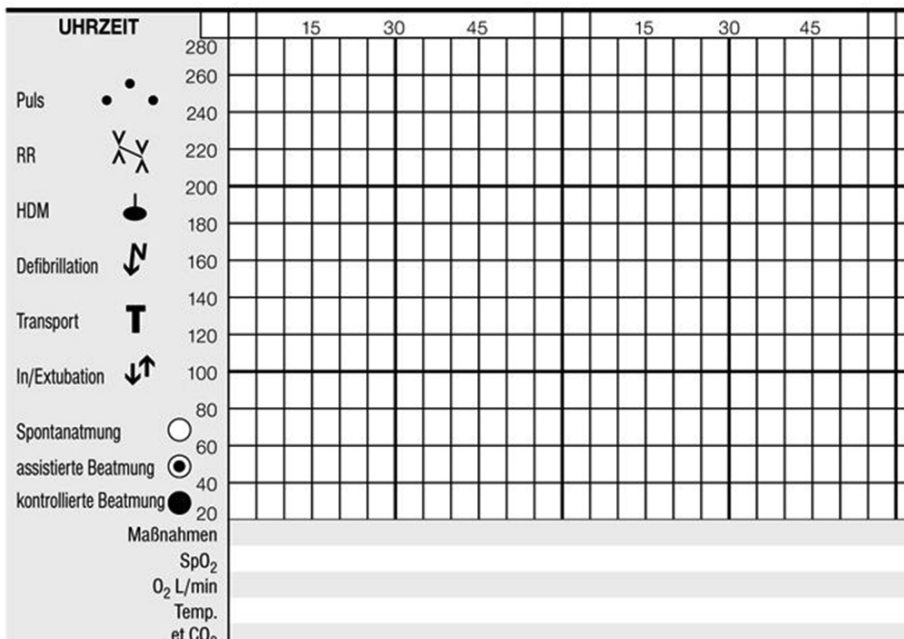 UHRZEIT 15 30 45 15 30 45
280
260
Puls
240
RR 220
200
HDM
180
Defibrillation 160
140
Transport
120
In/Extubation 100
80
Spontanatmung
60
assistierte Beatmung
40
kontrollierte Beatmung
20
Maßnahmen
SpO₂
O₂ L/min
Temp.
et CO₂